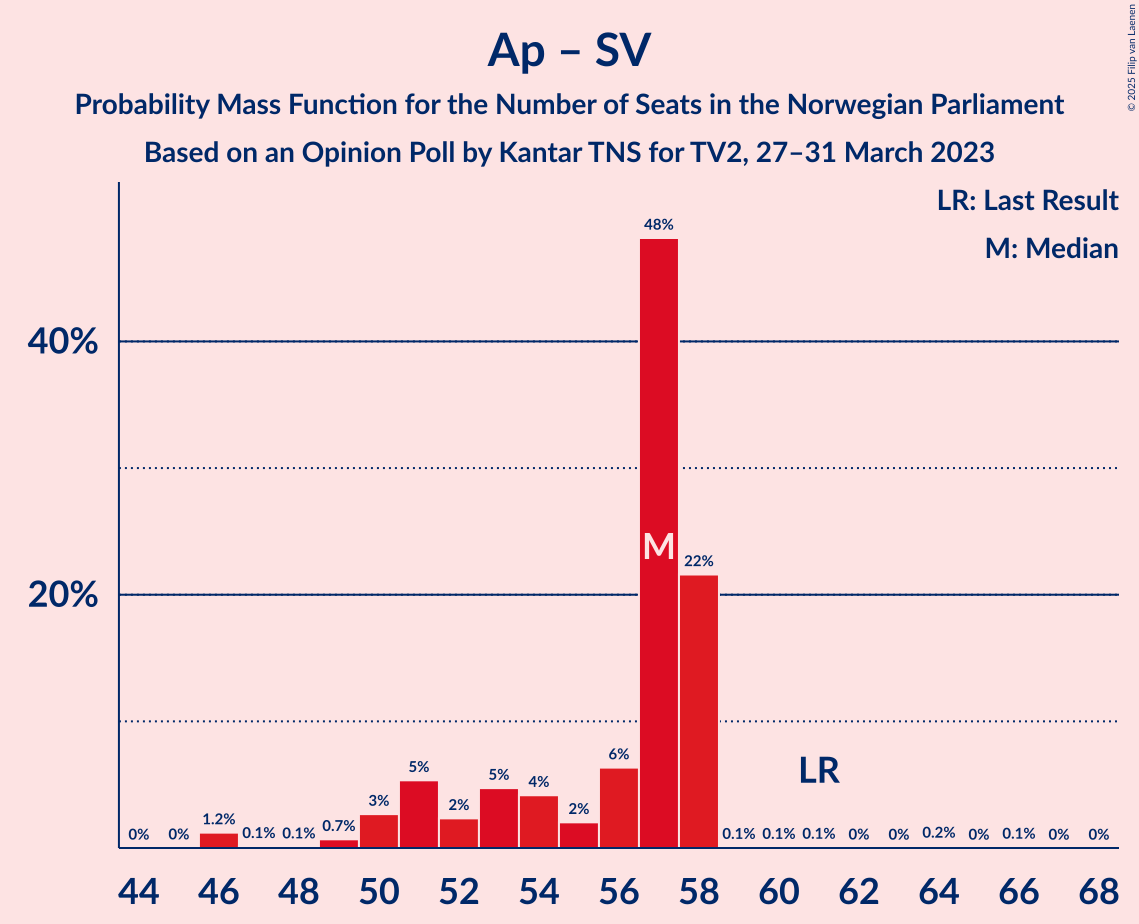 Ap – SV
Probability Mass Function for the Number of Seats in the Norwegian Parliament
Based on an Opinion Poll by Kantar TNS for TV2, 27–31 March 2023
© 2025 Filip van Laenen
LR: Last Result
M: Median
40%
20%
0% 0% 1.2% 0.1% 0.1% 0.7% 3% 5% 2% 5% 4% 2% 6% 48% 22% 0.1% 0.1% 0.1% 0% 0% 0.2% 0% 0.1% 0% 0%
M
LR
44 46 48 50 52 54 56 58 60 62 64 66 68